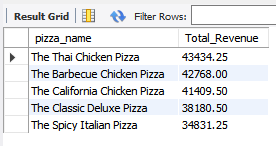 Result Grid Filter Rows:
pizza_name Total_Revenue
The Thai Chicken Pizza 43434.25
The Barbecue Chicken Pizza 42768.00
The California Chicken Pizza 41409.50
The Classic Deluxe Pizza 38180.50
The Spicy Italian Pizza 34831.25